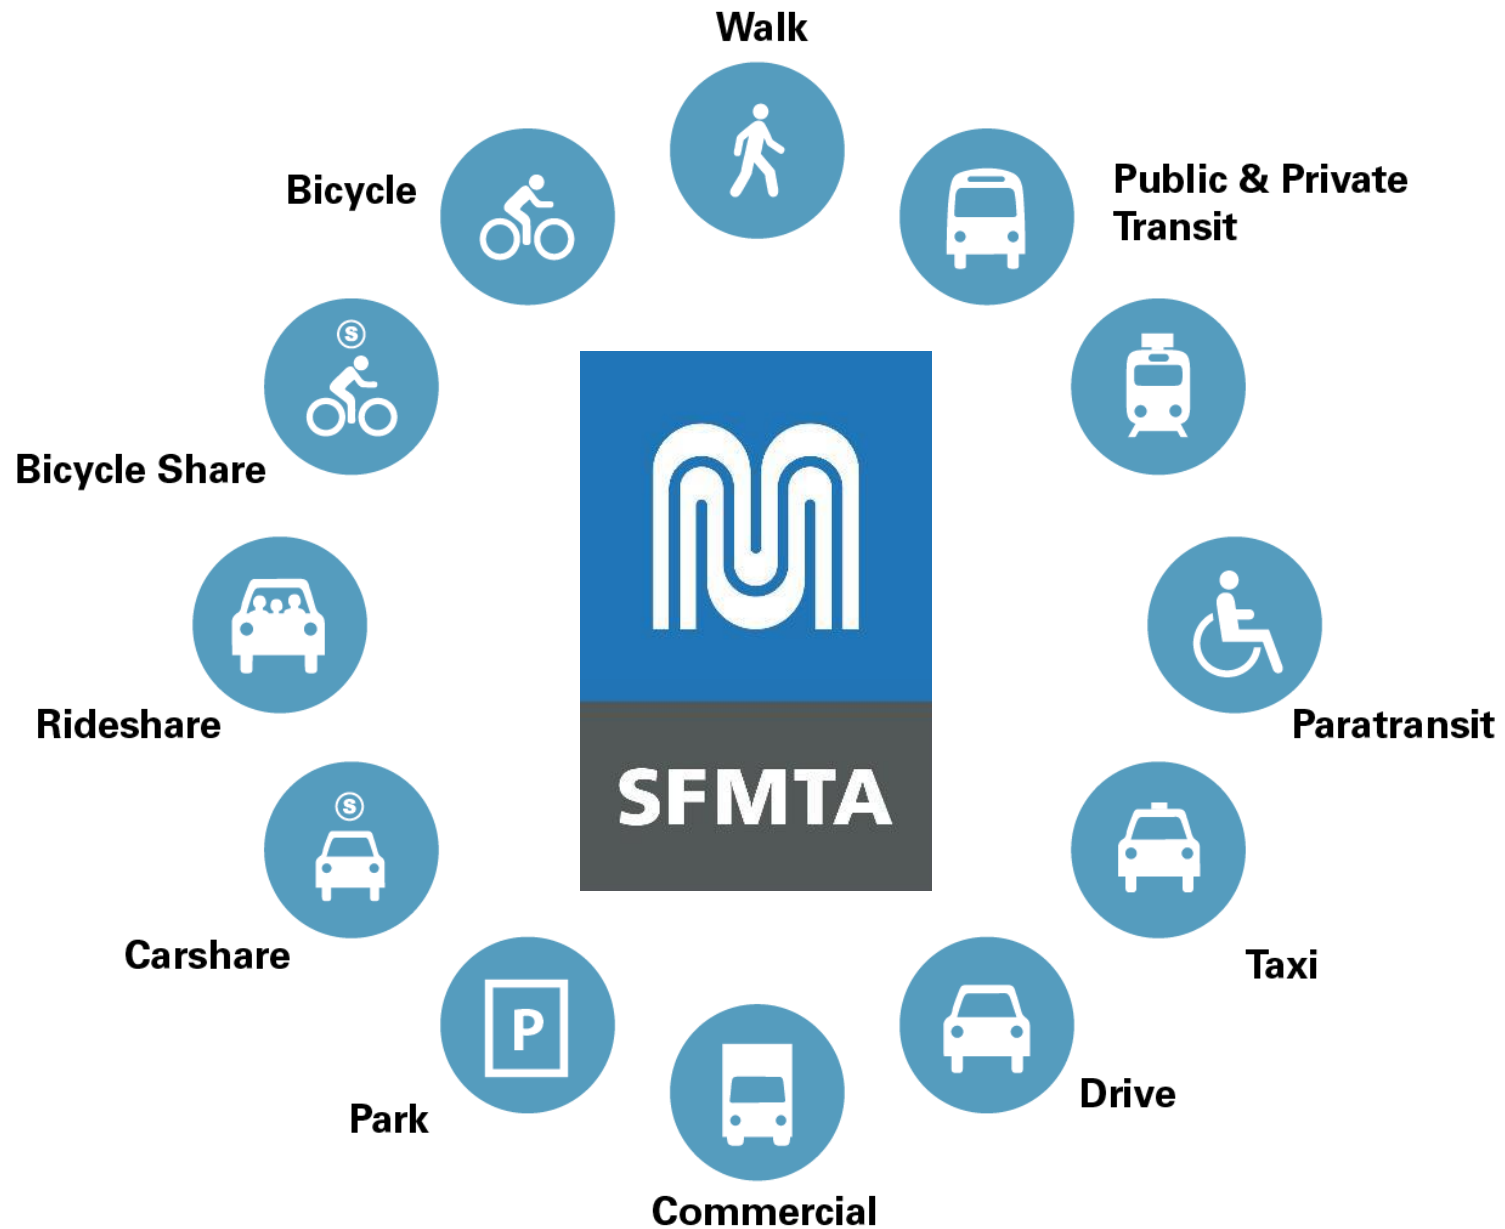 Walk
Public & Private
Transit
Bicycle
S
Bicycle Share
Rideshare
Paratransit
SFMTA
S
Carshare
Taxi
P
Park
Drive
Commercial